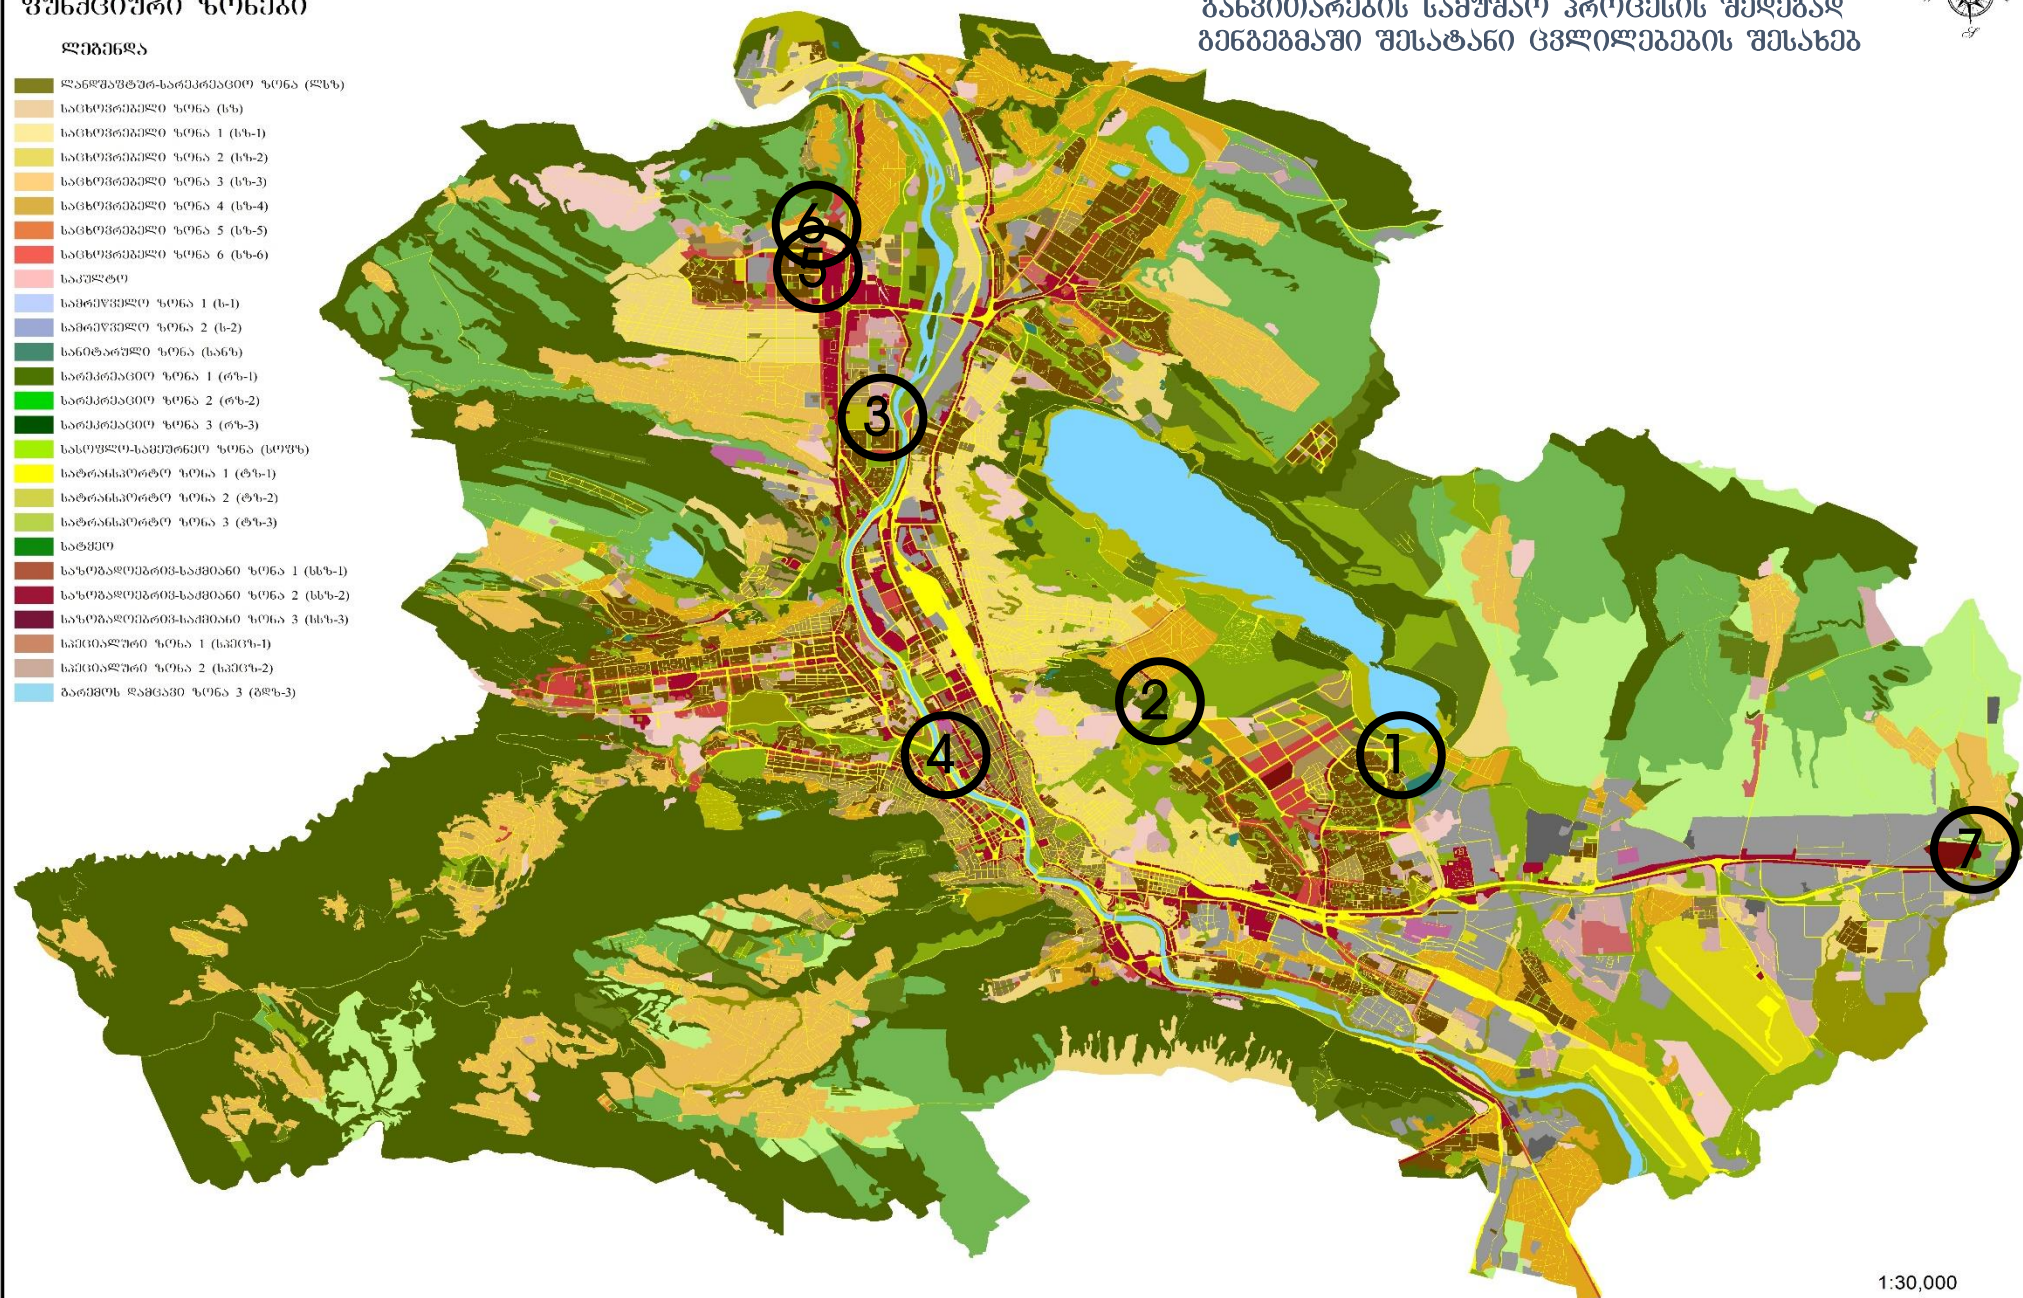 ფუნქციური ზონები
განვითარების სამუშაო პროცესის შედეგად
გენგეგმაში შესატანი ცვლილებების შესახებ
ლეგენდა
ლანდშაფტურ-სარეკრეაციო ზონა (ლსზ)
საცხოვრებელი ზონა (სზ)
საცხოვრებელი ზონა 1 (სზ-1)
საცხოვრებელი ზონა 2 (სზ-2)
საცხოვრებელი ზონა 3 (სზ-3)
საცხოვრებელი ზონა 4 (სზ-4)
საცხოვრებელი ზონა 5 (სზ-5)
საცხოვრებელი ზონა 6 (სზ-6)
საკულტო
სამრეწველო ზონა 1 (ს-1)
სამრეწველო ზონა 2 (ს-2)
სანიტარული ზონა (სანზ)
სარეკრეაციო ზონა 1 (რზ-1)
სარეკრეაციო ზონა 2 (რზ-2)
სარეკრეაციო ზონა 3 (რზ-3)
სასოფლო-სამეურნეო ზონა (სოფზ)
სატრანსპორტო ზონა 1 (ტზ-1)
სატრანსპორტო ზონა 2 (ტზ-2)
სატრანსპორტო ზონა 3 (ტზ-3)
სატყეო
საზოგადოებრივ-საქმიანი ზონა 1 (სსზ-1)
საზოგადოებრივ-საქმიანი ზონა 2 (სსზ-2)
საზოგადოებრივ-საქმიანი ზონა 3 (სსზ-3)
სპეციალური ზონა 1 (სპეცზ-1)
სპეციალური ზონა 2 (სპეცზ-2)
გარემოს დამცავი ზონა 3 (გდზ-3)
6
5
3
2
4
1
7
1:30,000